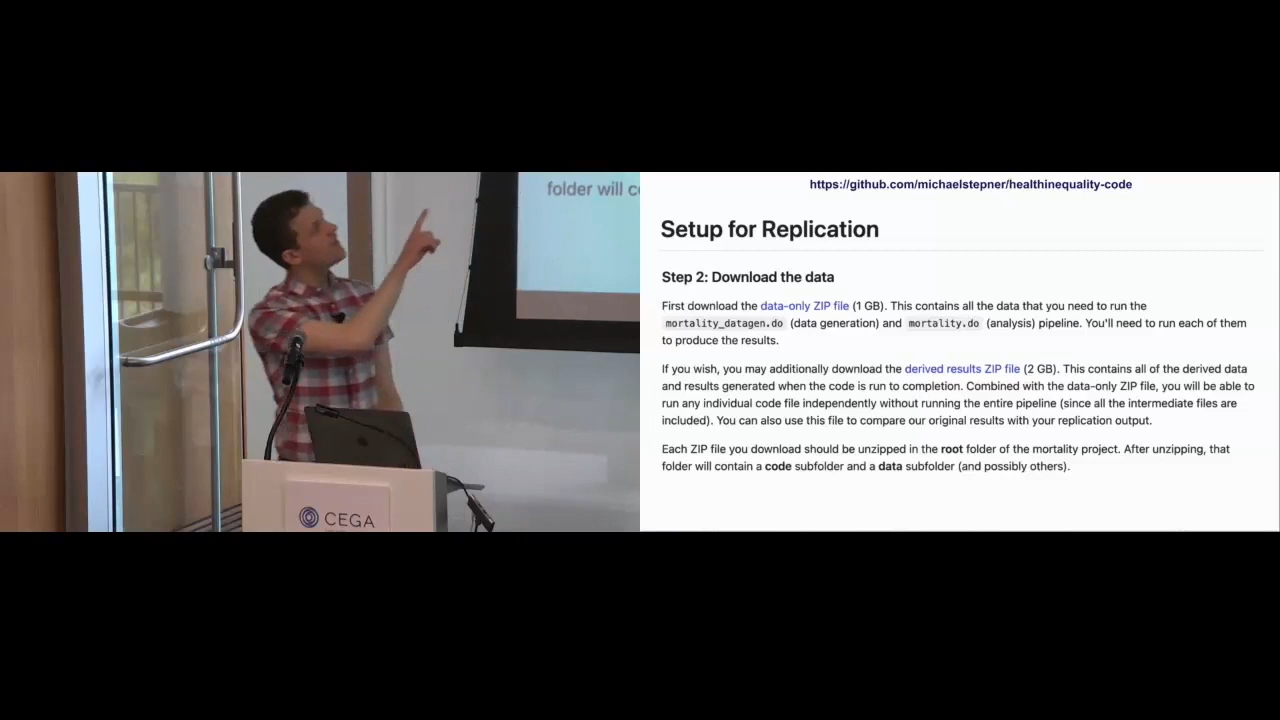 folder will c
CEGA
https://github.com/michaelstepner/healthinequality-code
Setup for Replication
Step 2: Download the data
First download the data-only ZIP file (1 GB). This contains all the data that you need to run the
mortality_datagen.do (data generation) and mortality.do (analysis) pipeline. You'll need to run each of them
to produce the results.
If you wish, you may additionally download the derived results ZIP file (2 GB). This contains all of the derived data
and results generated when the code is run to completion. Combined with the data-only ZIP file, you will be able to
run any individual code file independently without running the entire pipeline (since all the intermediate files are
included). You can also use this file to compare our original results with your replication output.
Each ZIP file you download should be unzipped in the root folder of the mortality project. After unzipping, that
folder will contain a code subfolder and a data subfolder (and possibly others).